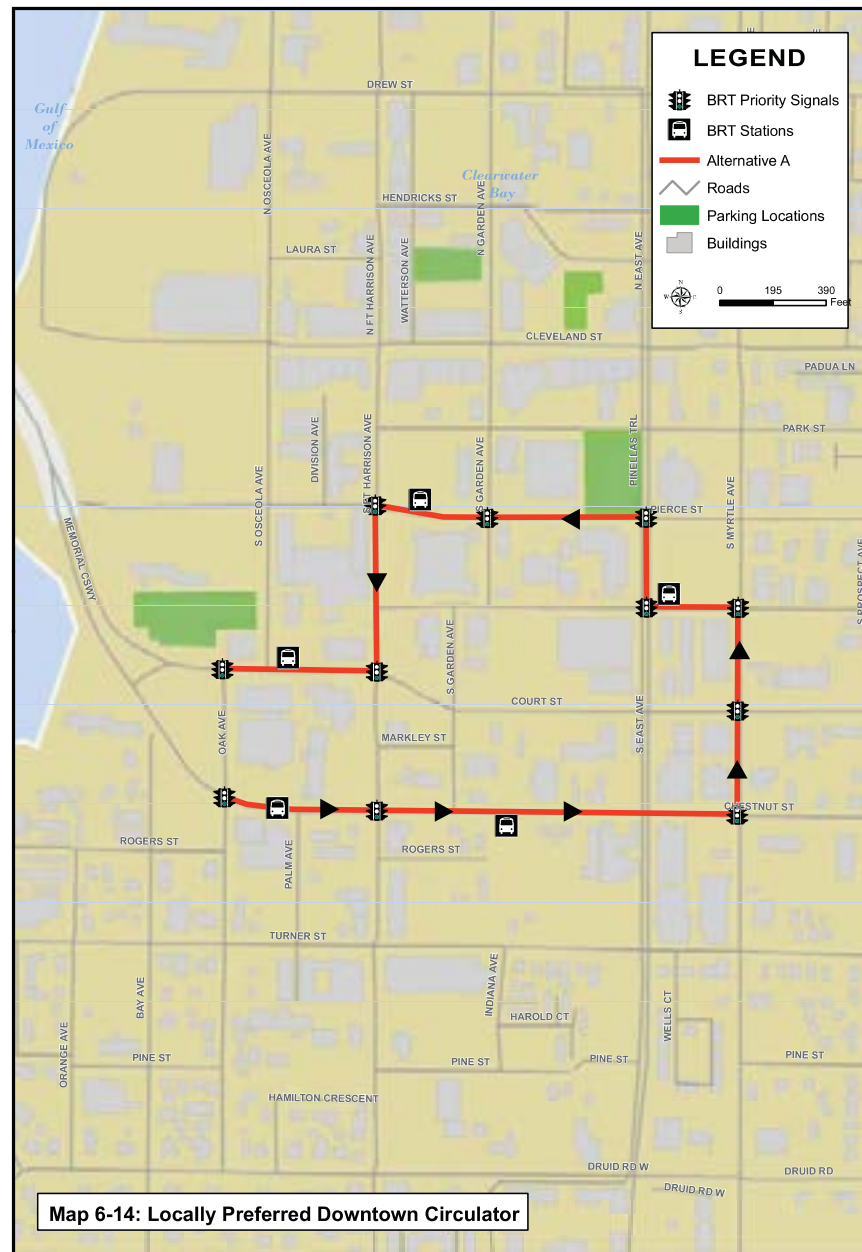 LEGEND
BRT Priority Signals
BRT Stations
Alternative A
Roads
Parking Locations
Buildings
N
W
E
S
0 195 390
Feet
DREW ST
Gulf
of
Mexico
N OSCEOLA AVE
Clearwater
Bay
HENDRICKS ST
N GARDEN AVE
LAURA ST
N FT HARRISON AVE
WATTERSON AVE
N EAST AVE
CLEVELAND ST
PADUA LN
PARK ST
DIVISION AVE
S FT HARRISON AVE
S GARDEN AVE
PINELLAS TRL
S OSCEOLA AVE
S MYRTLE AVE
PIERCE ST
MEMORIAL CSWY
S PROSPECT AVE
S GARDEN AVE
COURT ST
OAK AVE
MARKLEY ST
S EAST AVE
CHESTNUT ST
ROGERS ST
PALM AVE
ROGERS ST
TURNER ST
BAY AVE
INDIANA AVE
WELLS CT
HAROLD CT
ORANGE AVE
PINE ST
PINE ST
PINE ST
PINE ST
HAMILTON CRESCENT
DRUID RD W
DRUID RD
DRUID RD W
Map 6-14: Locally Preferred Downtown Circulator